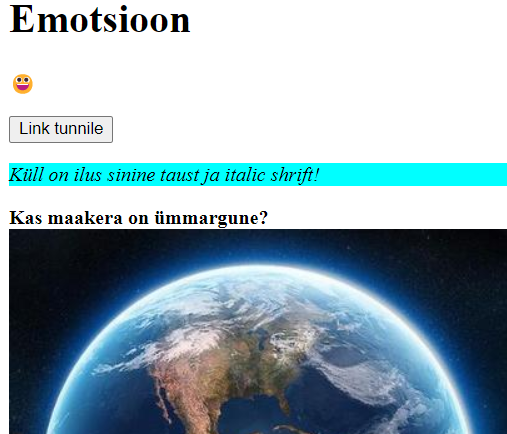 Emotsioon
Link tunnile
Küll on ilus sinine taust ja italic shrift!
Kas maakera on ümmargune?